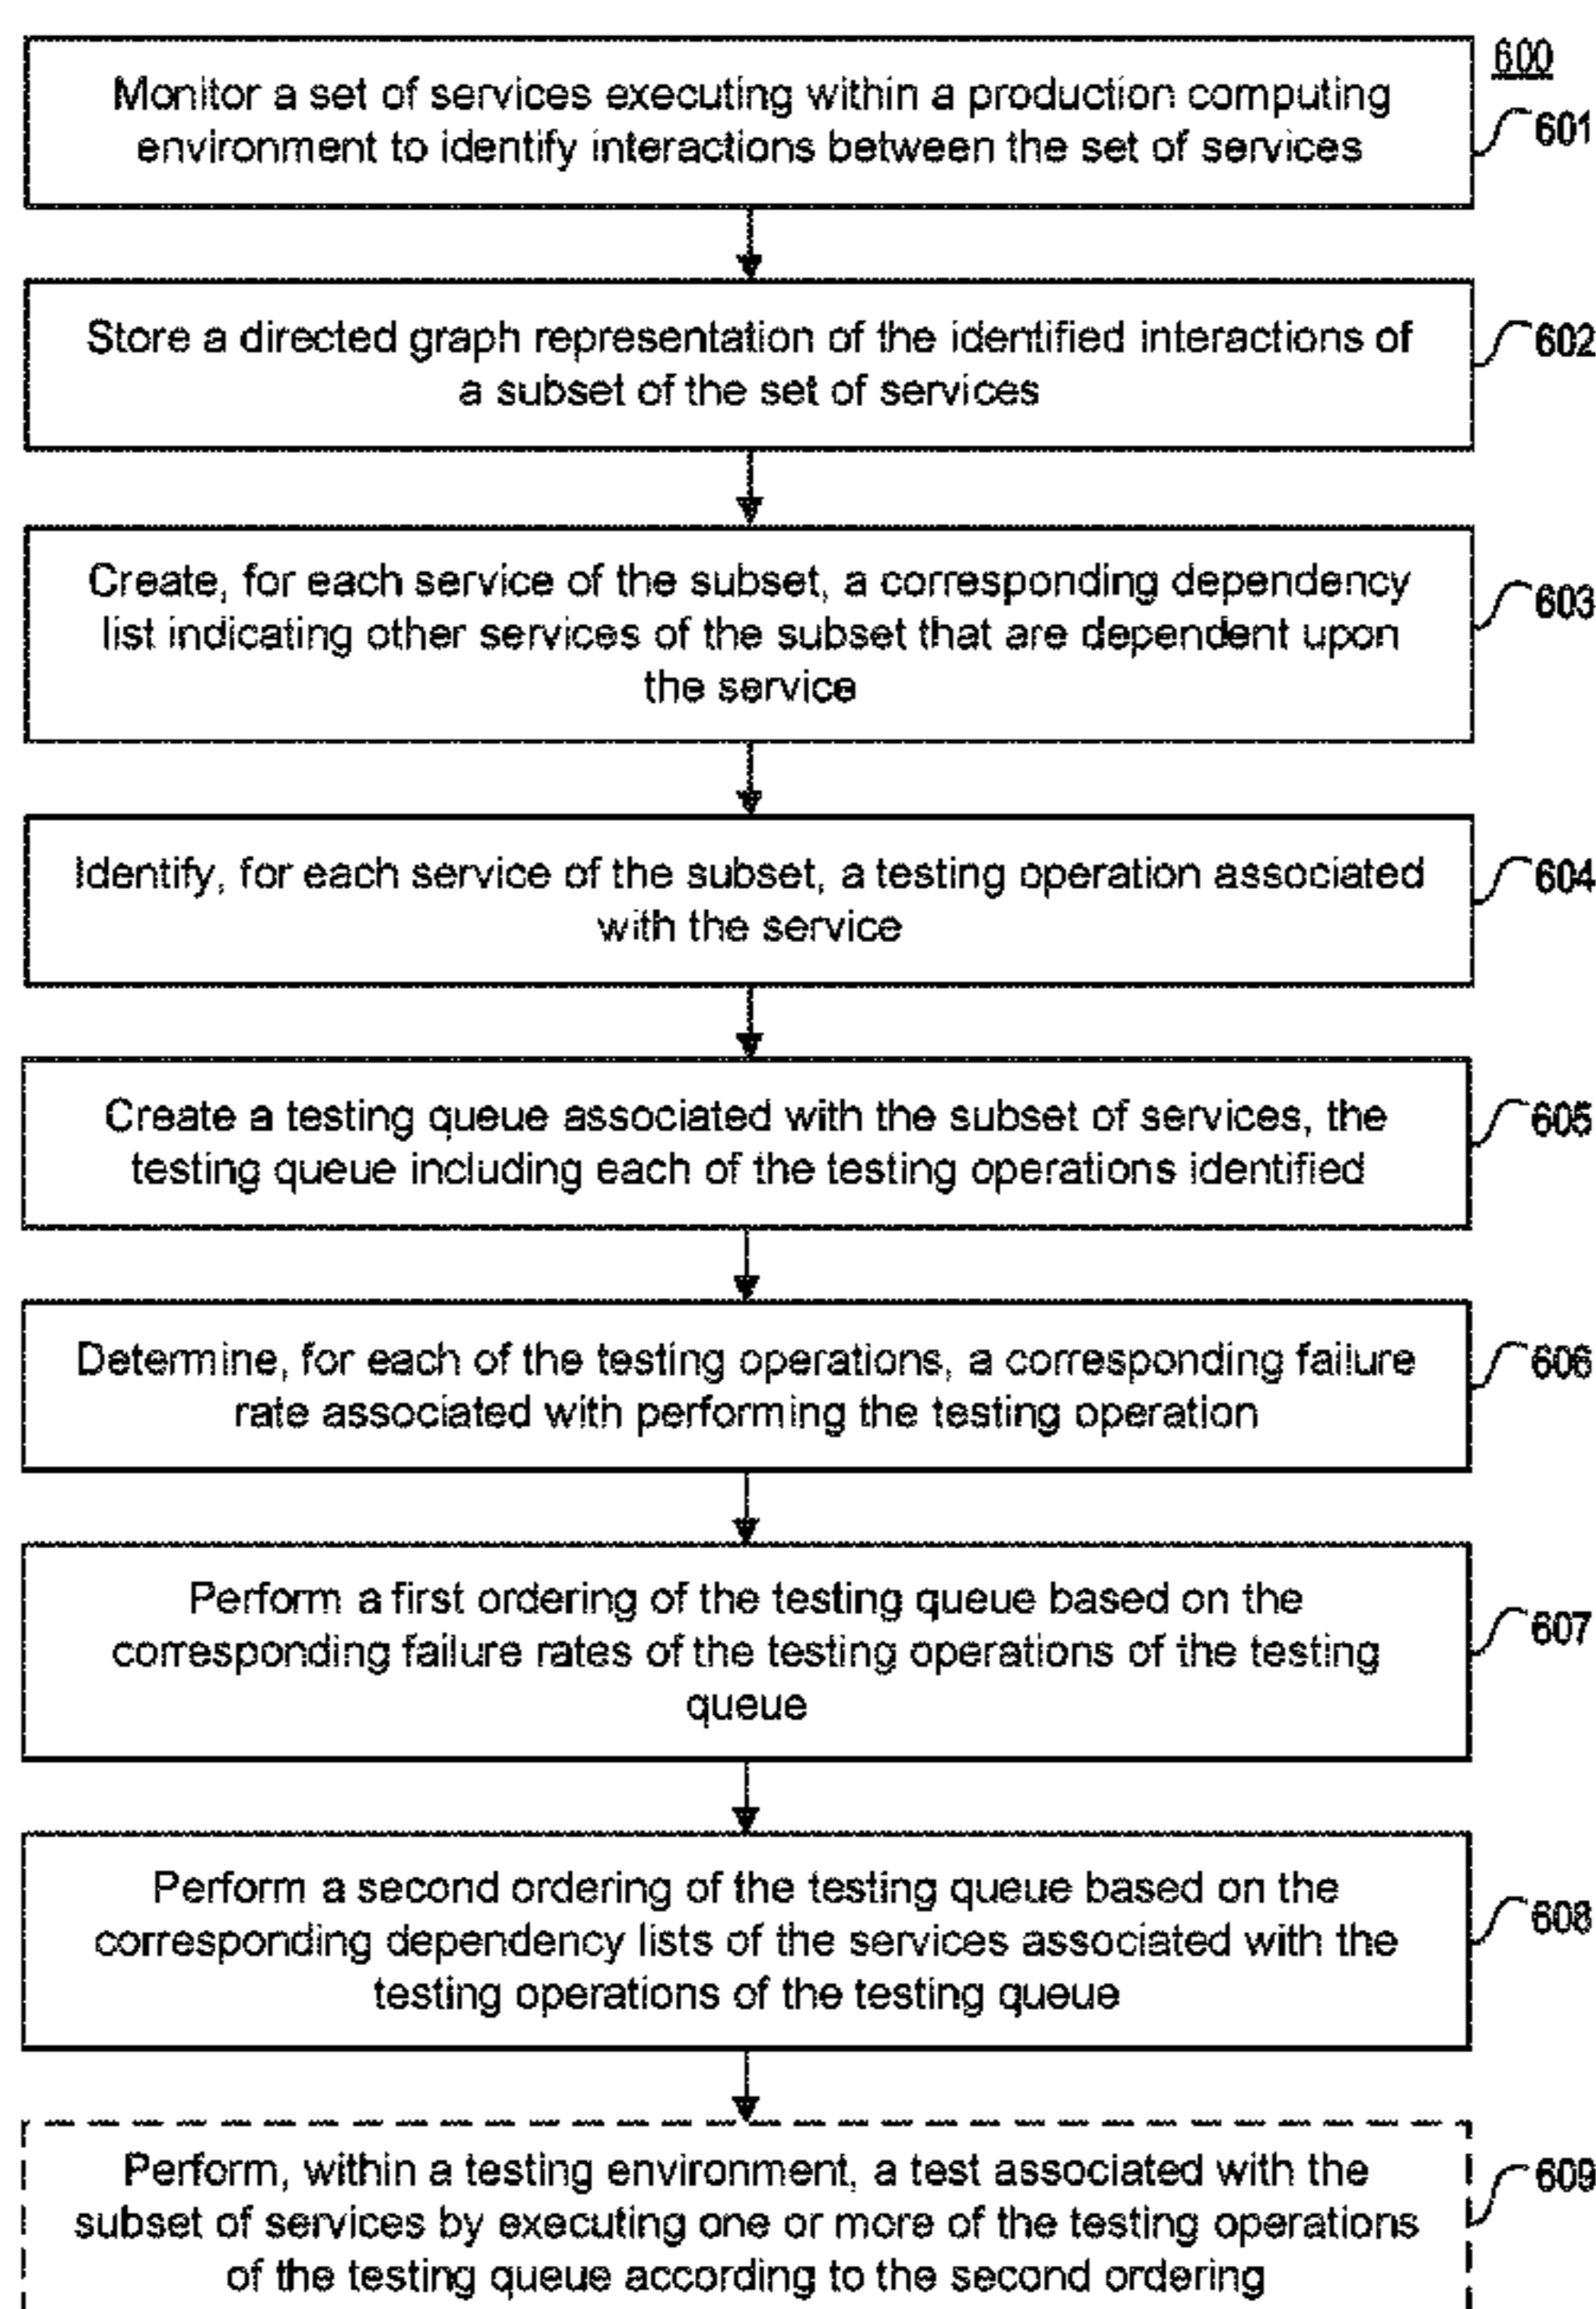 600
Monitor a set of services executing within a production computing
environment to identify interactions between the set of services
601
Store a directed graph representation of the identified interactions of
a subset of the set of services
602
Create, for each service of the subset, a corresponding dependency
list indicating other services of the subset that are dependent upon
the service
603
Identify, for each service of the subset, a testing operation associated
with the service
604
Create a testing queue associated with the subset of services, the
testing queue including each of the testing operations identified
605
Determine, for each of the testing operations, a corresponding failure
rate associated with performing the testing operation
606
Perform a first ordering of the testing queue based on the
corresponding failure rates of the testing operations of the testing
queue
607
Perform a second ordering of the testing queue based on the
corresponding dependency lists of the services associated with the
testing operations of the testing queue
608
Perform, within a testing environment, a test associated with the
subset of services by executing one or more of the testing operations
of the testing queue according to the second ordering
609